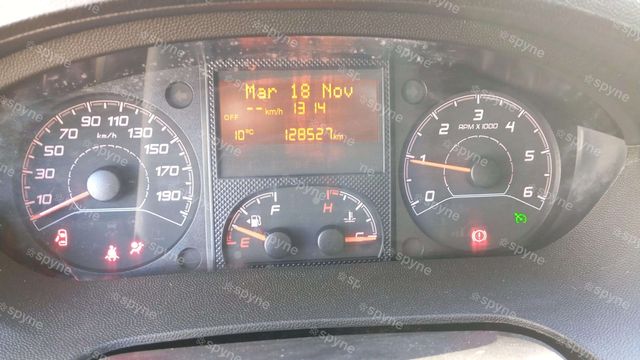 Mar 18 Nov
--km/h 13 14
OFF
10°C 128527km
10 30 50 70 90 110 130 150 170 190
km/h
0 1 2 3 4 5 6
RPM X 1000
E F
H C
spyne